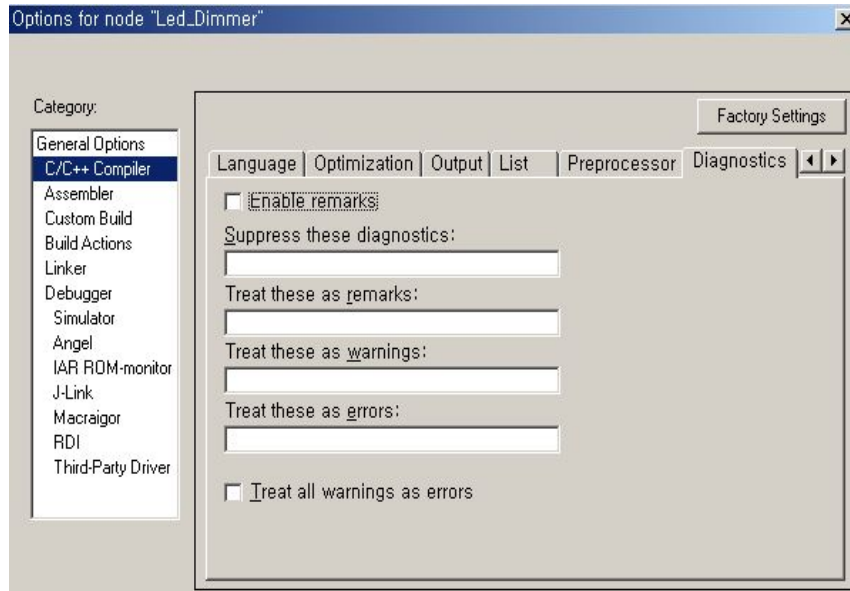 Options for node "Led_Dimmer"
Category:
General Options
C/C++ Compiler
Assembler
Custom Build
Build Actions
Linker
Debugger
Simulator
Angel
IAR ROM-monitor
J-Link
Macraigor
RDI
Third-Party Driver
Factory Settings
Language Optimization Output List Preprocessor Diagnostics
Enable remarks
Suppress these diagnostics:
Treat these as remarks:
Treat these as warnings:
Treat these as errors:
Treat all warnings as errors